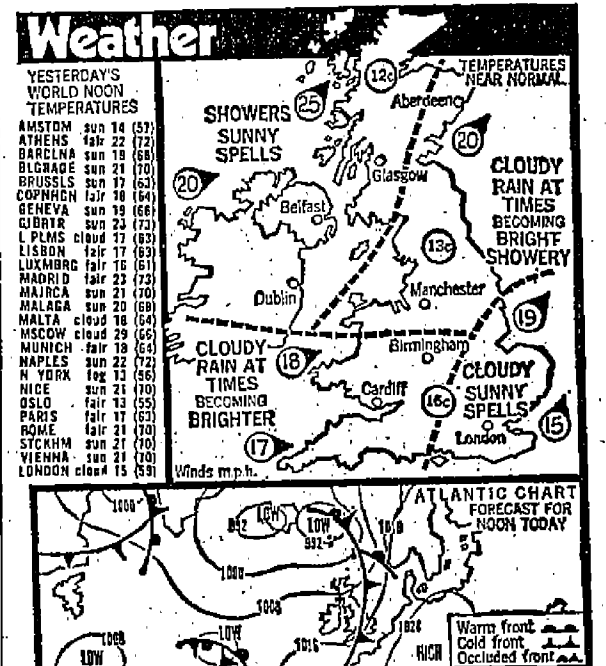 Weather
YESTERDAY'S
WORLD NOON
TEMPERATURES
AMSTDM sun 14 (57)
ATHENS fair 22 (72)
BARCLNA sun 19 (66)
BLGRADE sun 21 (70)
BRUSSLS sun 17 (63)
COPNHGN fair 18 (64)
GENEVA sun 19 (66)
GIBRTR sun 23 (73)
L PLMS cloud 17 (63)
LISBON fair 17 (63)
LUXMBRG fair 16 (61)
MADRID fair 23 (73)
MAJRCA sun 21 (70)
MALAGA sun 20 (68)
MALTA cloud 18 (64)
MSCOW cloud 29 (66)
MUNICH fair 18 (64)
NAPLES sun 22 (72)
N YORK fog 13 (56)
NICE sun 21 (70)
OSLO fair 13 (55)
PARIS fair 17 (63)
ROME fair 21 (70)
STCKHM sun 21 (70)
VIENNA sun 21 (70)
LONDON cloud 15 (59)
TEMPERATURES
NEAR NORMAL
12c
Aberdeen
25
SHOWERS
SUNNY
SPELLS
20
Glasgow
20
Belfast
CLOUDY
RAIN AT
TIMES
BECOMING
BRIGHT
SHOWERY
13c
Dublin
Manchester
19
CLOUDY
RAIN AT
TIMES
BECOMING
BRIGHTER
18
Birmingham
Cardiff
16c
CLOUDY
SUNNY
SPELLS
London
15
17
Winds m.p.h.
ATLANTIC CHART
FORECAST FOR
NOON TODAY
1008
992
LOW
LOW
992
1016
1000
1008
1008
LOW
LOW
1016
1024
HIGH
Warm front
Cold front
Occluded front